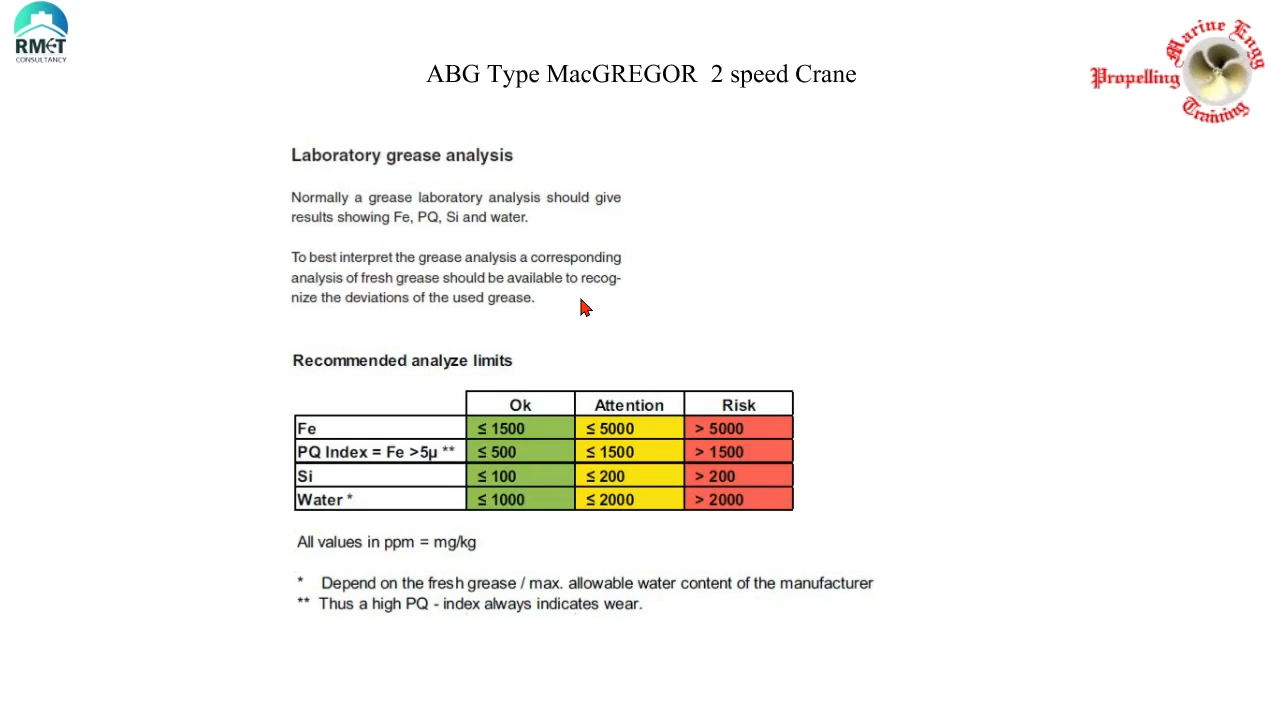 RMET
CONSULTANCY
ABG Type MacGREGOR 2 speed Crane
Marine Engg
Propelling
Training
Laboratory grease analysis
Normally a grease laboratory analysis should give
results showing Fe, PQ, Si and water.
To best interpret the grease analysis a corresponding
analysis of fresh grease should be available to recog-
nize the deviations of the used grease.
Recommended analyze limits
Ok Attention Risk
Fe ≤ 1500 ≤ 5000 > 5000
PQ Index = Fe >5µ ** ≤ 500 ≤ 1500 > 1500
Si ≤ 100 ≤ 200 > 200
Water * ≤ 1000 ≤ 2000 > 2000
All values in ppm = mg/kg
* Depend on the fresh grease / max. allowable water content of the manufacturer
** Thus a high PQ - index always indicates wear.